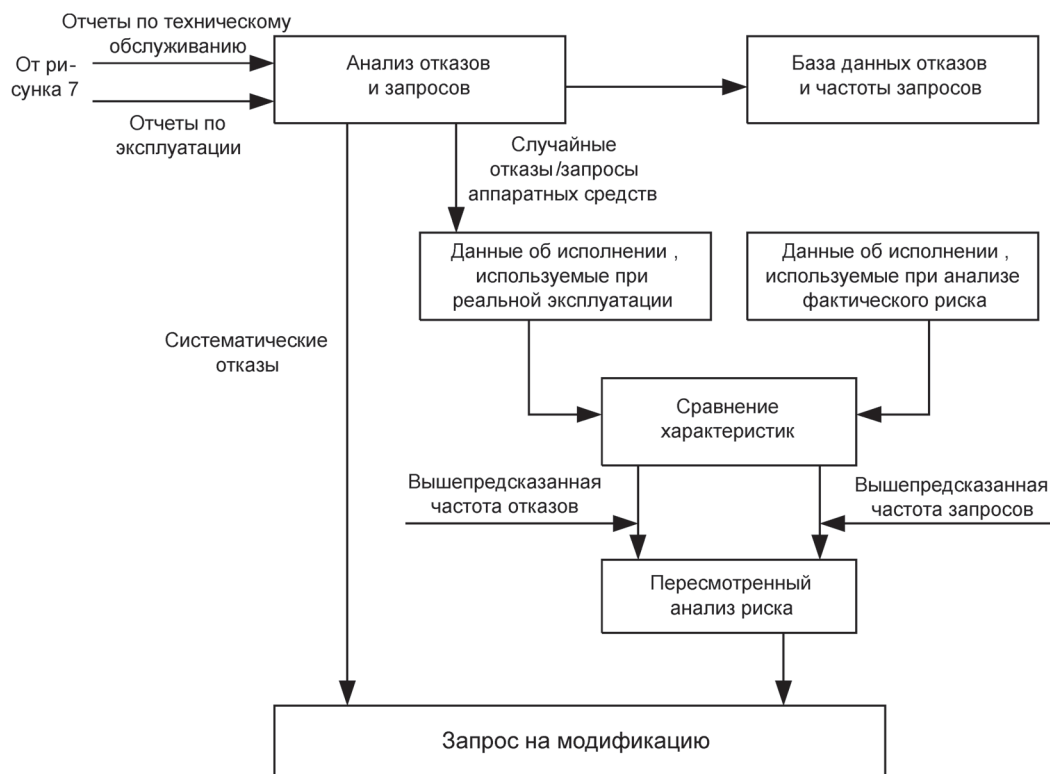 Отчеты по техническому
обслуживанию
От ри-
сунка 7
Отчеты по
эксплуатации
Анализ отказов
и запросов
База данных отказов
и частоты запросов
Случайные
отказы/запросы
аппаратных средств
Данные об исполнении ,
используемые при
реальной эксплуатации
Данные об исполнении ,
используемые при анализе
фактического риска
Систематические
отказы
Сравнение
характеристик
Вышепредсказанная
частота отказов
Вышепредсказанная
частота запросов
Пересмотренный
анализ риска
Запрос на модификацию